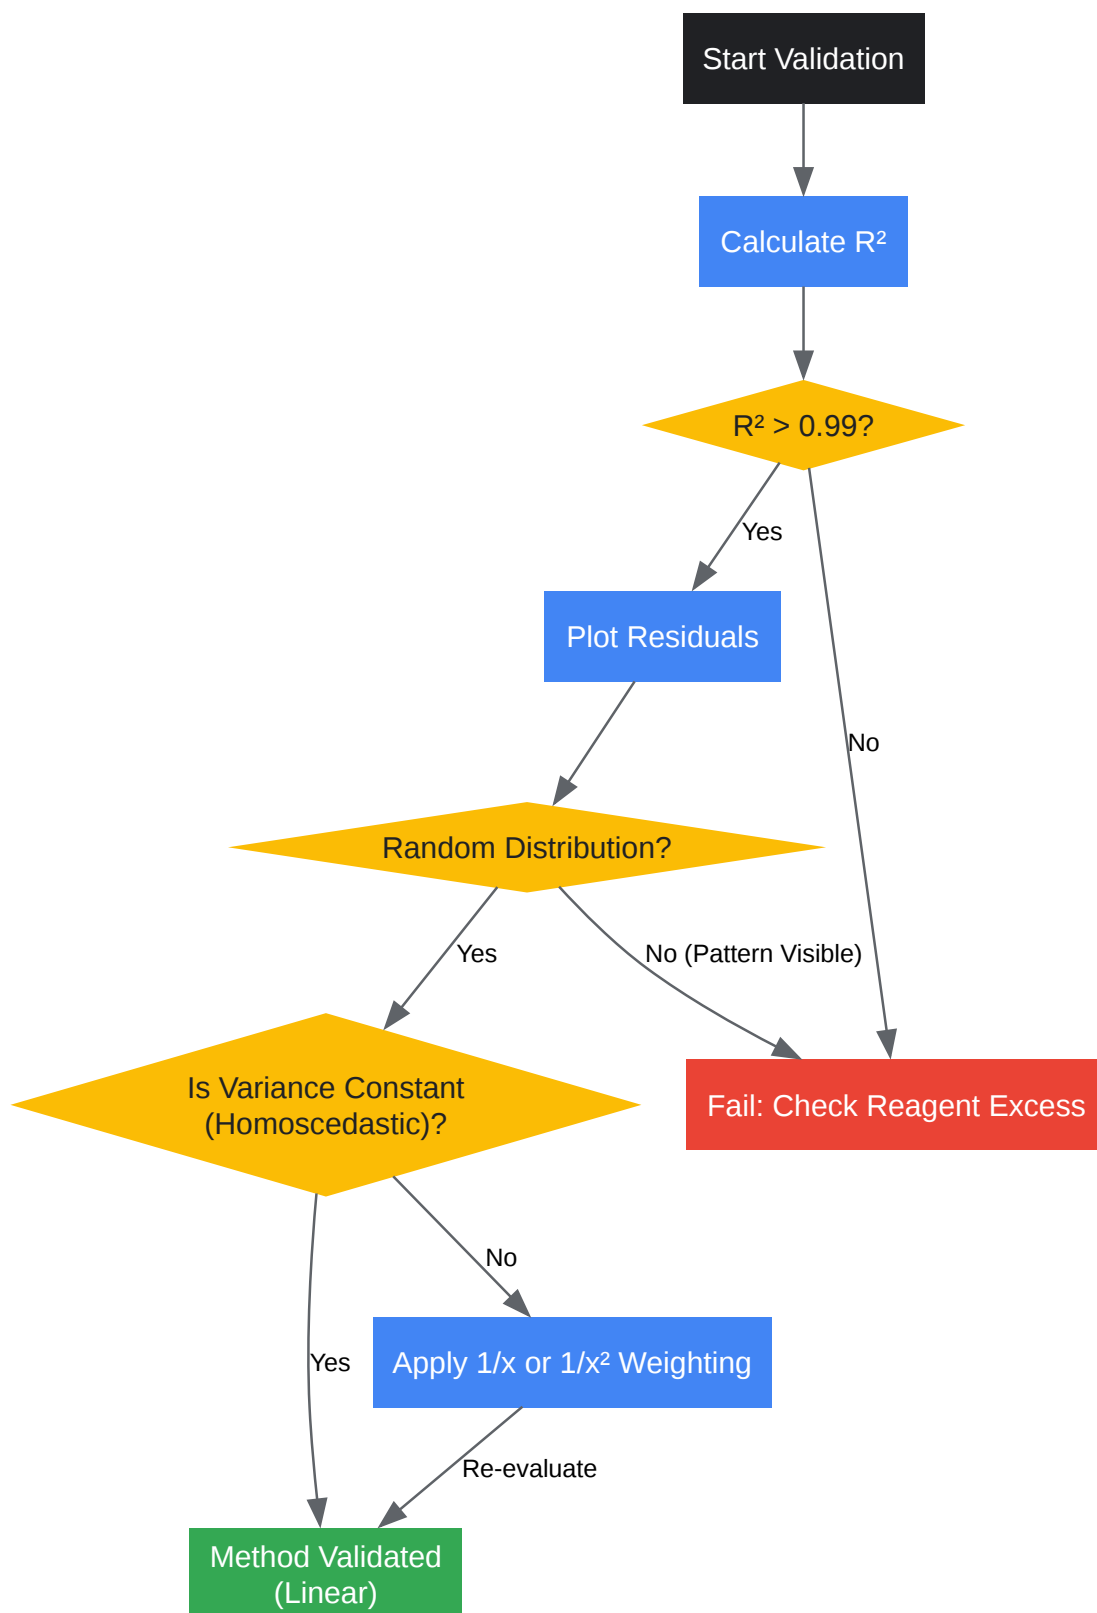 Start Validation
Calculate R²
R² > 0.99?
Yes
Plot Residuals
No
Random Distribution?
Yes
No (Pattern Visible)
Is Variance Constant
(Homoscedastic)?
Fail: Check Reagent Excess
No
Yes
Apply 1/x or 1/x² Weighting
Re-evaluate
Method Validated
(Linear)